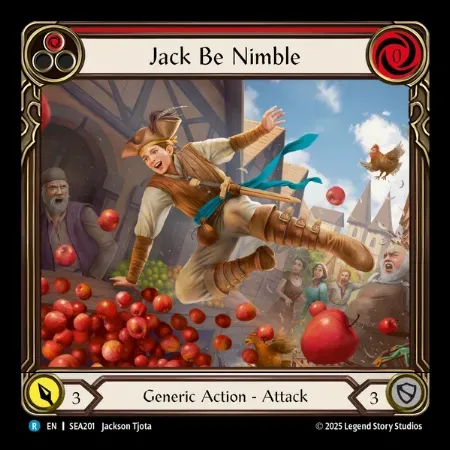 Jack Be Nimble
0
3
Generic Action - Attack
3
R EN | SEA201 Jackson Tjota
© 2025 Legend Story Studios